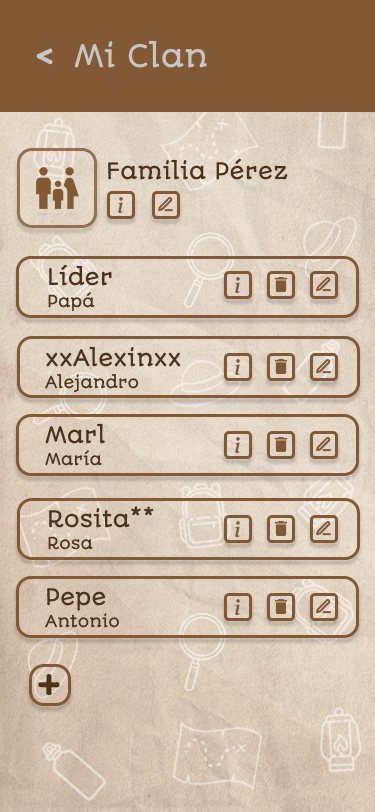 < Mi Clan
Familia Pérez
i
Líder
Papá
i
xxAlexinxx
Alejandro
i
Marl
María
i
Rosita**
Rosa
i
Pepe
Antonio
i
+